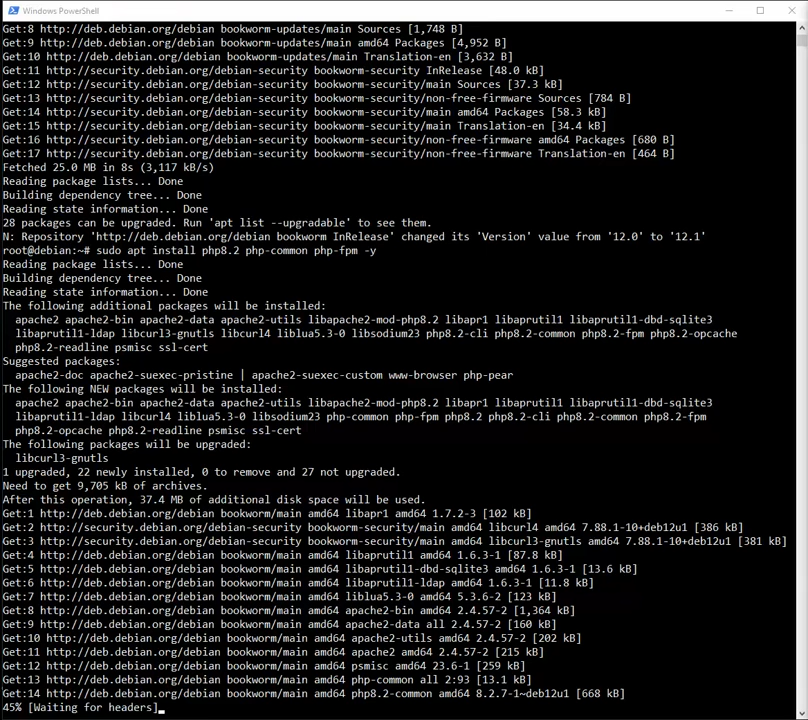 Windows PowerShell
Get:8 http://deb.debian.org/debian bookworm-updates/main Sources [1,748 B]
Get:9 http://deb.debian.org/debian bookworm-updates/main amd64 Packages [4,952 B]
Get:10 http://deb.debian.org/debian bookworm-updates/main Translation-en [3,632 B]
Get:11 http://security.debian.org/debian-security bookworm-security InRelease [48.0 kB]
Get:12 http://security.debian.org/debian-security bookworm-security/main Sources [37.3 kB]
Get:13 http://security.debian.org/debian-security bookworm-security/non-free-firmware Sources [784 B]
Get:14 http://security.debian.org/debian-security bookworm-security/main amd64 Packages [58.3 kB]
Get:15 http://security.debian.org/debian-security bookworm-security/main Translation-en [34.4 kB]
Get:16 http://security.debian.org/debian-security bookworm-security/non-free-firmware amd64 Packages [680 B]
Get:17 http://security.debian.org/debian-security bookworm-security/non-free-firmware Translation-en [464 B]
Fetched 25.0 MB in 8s (3,117 kB/s)
Reading package lists... Done
Building dependency tree... Done
Reading state information... Done
28 packages can be upgraded. Run 'apt list --upgradable' to see them.
N: Repository 'http://deb.debian.org/debian bookworm InRelease' changed its 'Version' value from '12.0' to '12.1'
root@debian:~# sudo apt install php8.2 php-common php-fpm -y
Reading package lists... Done
Building dependency tree... Done
Reading state information... Done
The following additional packages will be installed:
apache2 apache2-bin apache2-data apache2-utils libapache2-mod-php8.2 libapr1 libaprutil1 libaprutil1-dbd-sqlite3
libaprutil1-ldap libcurl3-gnutls libcurl4 liblua5.3-0 libsodium23 php8.2-cli php8.2-common php8.2-fpm php8.2-opcache
php8.2-readline psmisc ssl-cert
Suggested packages:
apache2-doc apache2-suexec-pristine | apache2-suexec-custom www-browser php-pear
The following NEW packages will be installed:
apache2 apache2-bin apache2-data apache2-utils libapache2-mod-php8.2 libapr1 libaprutil1 libaprutil1-dbd-sqlite3
libaprutil1-ldap libcurl4 liblua5.3-0 libsodium23 php-common php-fpm php8.2 php8.2-cli php8.2-common php8.2-fpm
php8.2-opcache php8.2-readline psmisc ssl-cert
The following packages will be upgraded:
libcurl3-gnutls
1 upgraded, 22 newly installed, 0 to remove and 27 not upgraded.
Need to get 9,705 kB of archives.
After this operation, 37.4 MB of additional disk space will be used.
Get:1 http://deb.debian.org/debian bookworm/main amd64 libapr1 amd64 1.7.2-3 [102 kB]
Get:2 http://security.debian.org/debian-security bookworm-security/main amd64 libcurl4 amd64 7.88.1-10+deb12u1 [386 kB]
Get:3 http://security.debian.org/debian-security bookworm-security/main amd64 libcurl3-gnutls amd64 7.88.1-10+deb12u1 [381 kB]
Get:4 http://deb.debian.org/debian bookworm/main amd64 libaprutil1 amd64 1.6.3-1 [87.8 kB]
Get:5 http://deb.debian.org/debian bookworm/main amd64 libaprutil1-dbd-sqlite3 amd64 1.6.3-1 [13.6 kB]
Get:6 http://deb.debian.org/debian bookworm/main amd64 libaprutil1-ldap amd64 1.6.3-1 [11.8 kB]
Get:7 http://deb.debian.org/debian bookworm/main amd64 liblua5.3-0 amd64 5.3.6-2 [123 kB]
Get:8 http://deb.debian.org/debian bookworm/main amd64 apache2-bin amd64 2.4.57-2 [1,364 kB]
Get:9 http://deb.debian.org/debian bookworm/main amd64 apache2-data all 2.4.57-2 [160 kB]
Get:10 http://deb.debian.org/debian bookworm/main amd64 apache2-utils amd64 2.4.57-2 [202 kB]
Get:11 http://deb.debian.org/debian bookworm/main amd64 apache2 amd64 2.4.57-2 [215 kB]
Get:12 http://deb.debian.org/debian bookworm/main amd64 psmisc amd64 23.6-1 [259 kB]
Get:13 http://deb.debian.org/debian bookworm/main amd64 php-common all 2:93 [13.1 kB]
Get:14 http://deb.debian.org/debian bookworm/main amd64 php8.2-common amd64 8.2.7-1~deb12u1 [668 kB]
45% [Waiting for headers]